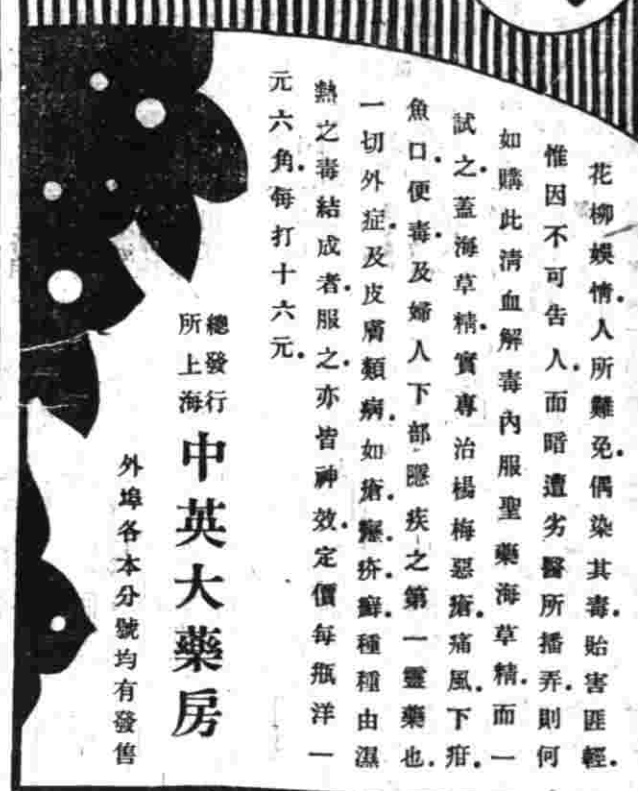 花柳娛情．人所難免偶染其毒．貽害匪輕．
惟因不可告人．而暗遭劣醫所播弄．則何
如購此清血解毒內服聖藥海草精．而一
試之．蓋海草精．實專治楊梅惡瘡．痛風．下疳．
魚口．便毒．及婦人下部隱疾之第一靈藥也．
一切外症．及皮膚類病．如瘡．癬．疥．癬種種由濕
熱之毒結成者．服之．亦皆神效．定價每瓶洋一
元六角．每打十六元．
總發行
所上海
中英大藥房
外埠各本分號均有發售